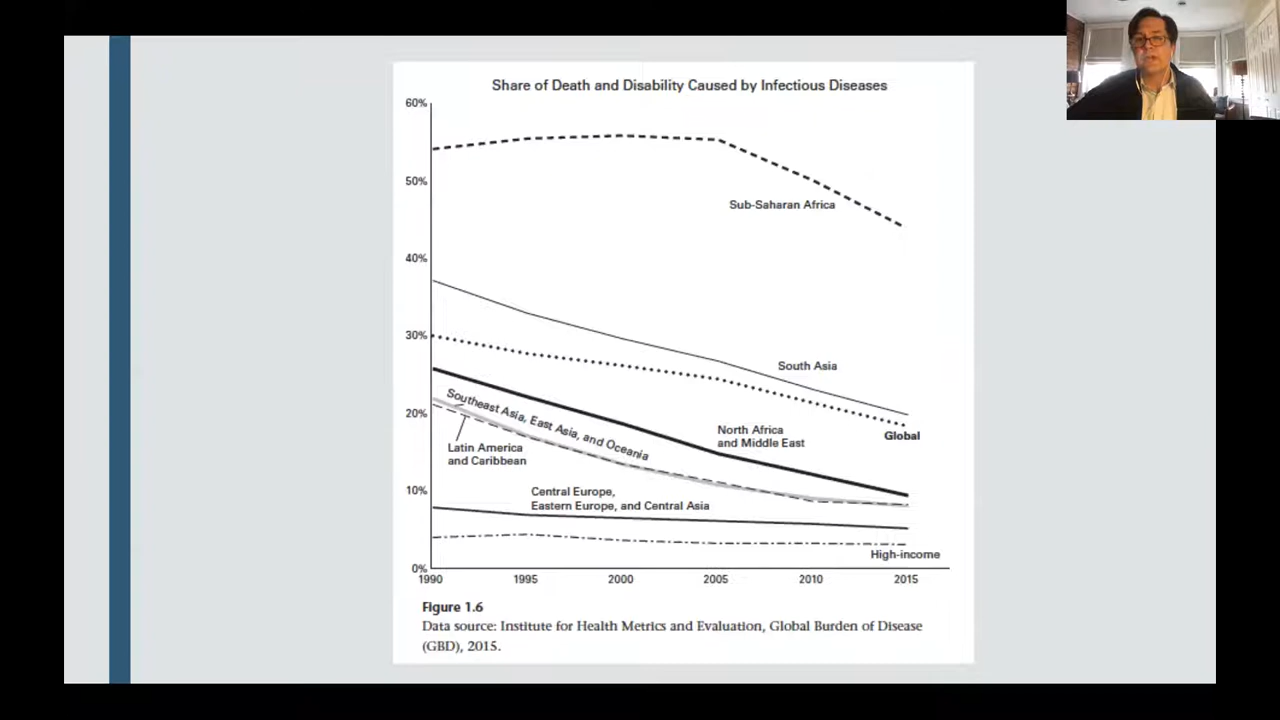 Share of Death and Disability Caused by Infectious Diseases
60%
50%
40%
30%
20%
10%
0%
Sub-Saharan Africa
South Asia
Global
North Africa
and Middle East
Southeast Asia, East Asia, and Oceania
Latin America
and Caribbean
Central Europe,
Eastern Europe, and Central Asia
High-income
1990
1995
2000
2005
2010
2015
Figure 1.6
Data source: Institute for Health Metrics and Evaluation, Global Burden of Disease
(GBD), 2015.